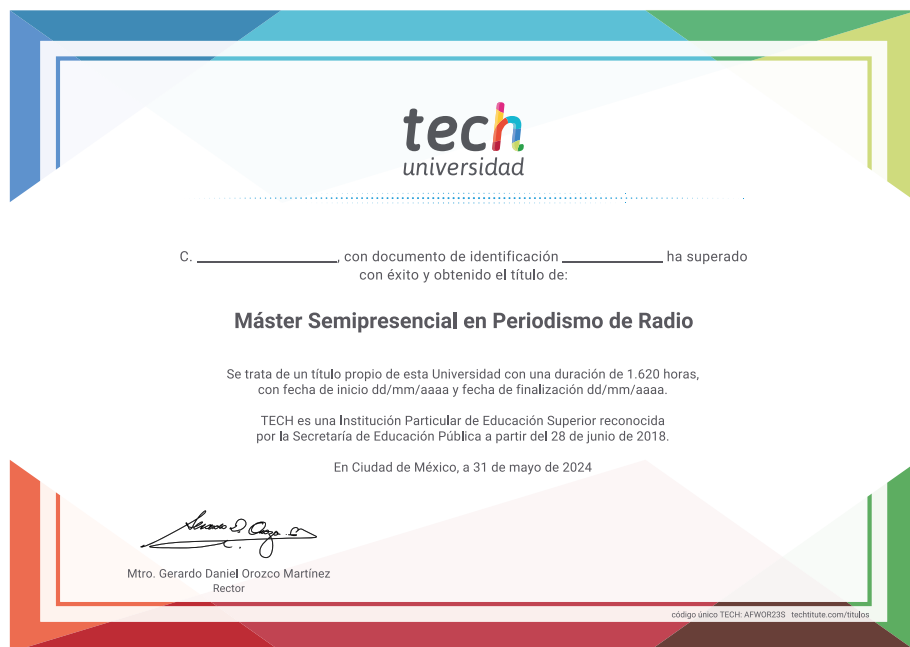 tech
universidad
C. ____________, con documento de identificación ____________ ha superado
con éxito y obtenido el título de:
Máster Semipresencial en Periodismo de Radio
Se trata de un título propio de esta Universidad con una duración de 1.620 horas,
con fecha de inicio dd/mm/aaaa y fecha de finalización dd/mm/aaaa.
TECH es una Institución Particular de Educación Superior reconocida
por la Secretaría de Educación Pública a partir del 28 de junio de 2018.
En Ciudad de México, a 31 de mayo de 2024
Mtro. Gerardo Daniel Orozco Martínez
Rector
código único TECH: AFWOR23S techtitute.com/titulos